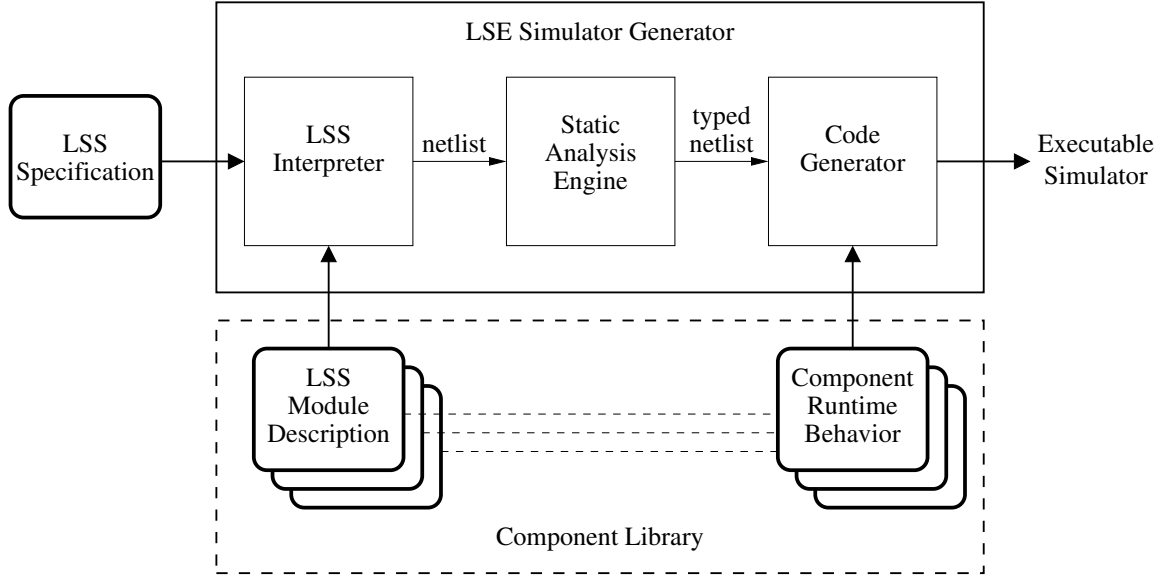 LSE Simulator Generator
LSS
Specification
LSS
Interpreter
netlist
Static
Analysis
Engine
typed
netlist
Code
Generator
Executable
Simulator
LSS
Module
Description
Component
Runtime
Behavior
Component Library